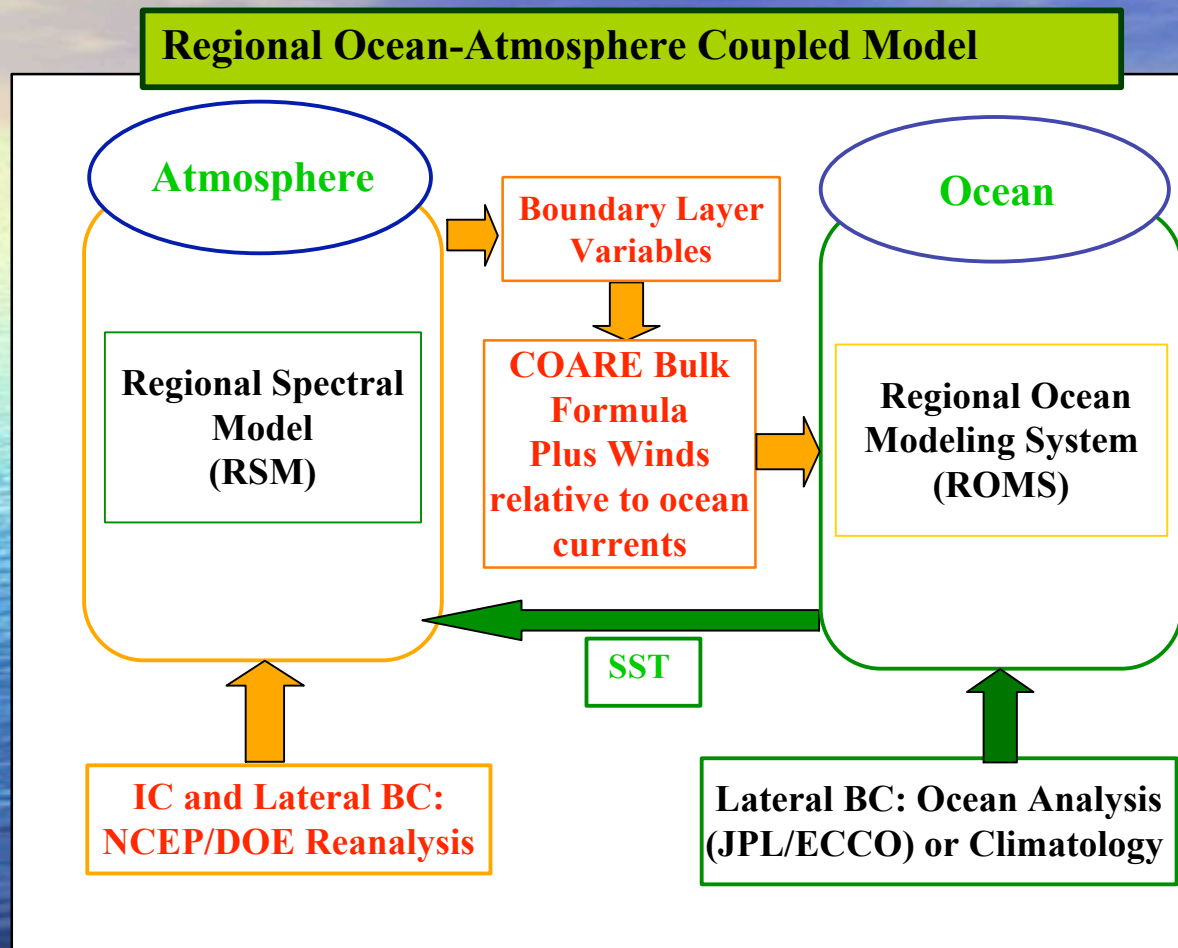 Regional Ocean-Atmosphere Coupled Model
Atmosphere
Regional Spectral
Model
(RSM)
Boundary Layer
Variables
COARE Bulk
Formula
Plus Winds
relative to ocean
currents
Ocean
Regional Ocean
Modeling System
(ROMS)
SST
IC and Lateral BC:
NCEP/DOE Reanalysis
Lateral BC: Ocean Analysis
(JPL/ECCO) or Climatology